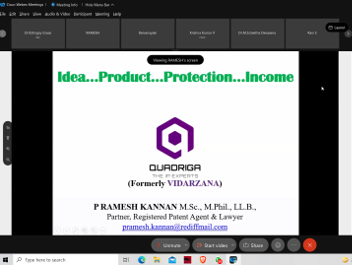 Cisco Webex Meetings
Meeting Info
Hide Menu Bar
File Edit Share View Audio & Video Participant Meeting Help
Layout
RAMESH
Viewing RAMESH's screen
Idea...Product...Protection...Income
QUADRIGA
THE IP EXPERTS
(Formerly VIDARZANA)
P RAMESH KANNAN M.Sc., M.Phil., LL.B.,
Partner, Registered Patent Agent & Lawyer
pramesh.kannan@rediffmail.com
Unmute
Start video
Share
Type here to search